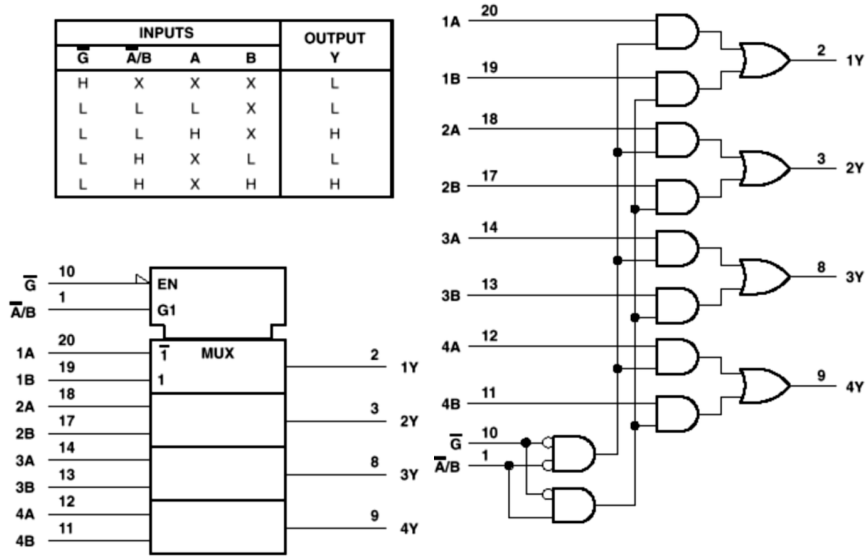 INPUTS OUTPUT
G A/B A B Y
H X X X L
L L L X L
L L H X H
L H X L L
L H X H H
G 10 EN
A/B 1 G1
MUX
1A 20 1
1B 19 1
2 1Y
2A 18
2B 17
3 2Y
3A 14
3B 13
8 3Y
4A 12
4B 11
9 4Y
1A 20
2 1Y
1B 19
2A 18
3 2Y
2B 17
3A 14
8 3Y
3B 13
4A 12
9 4Y
4B 11
G 10
A/B 1